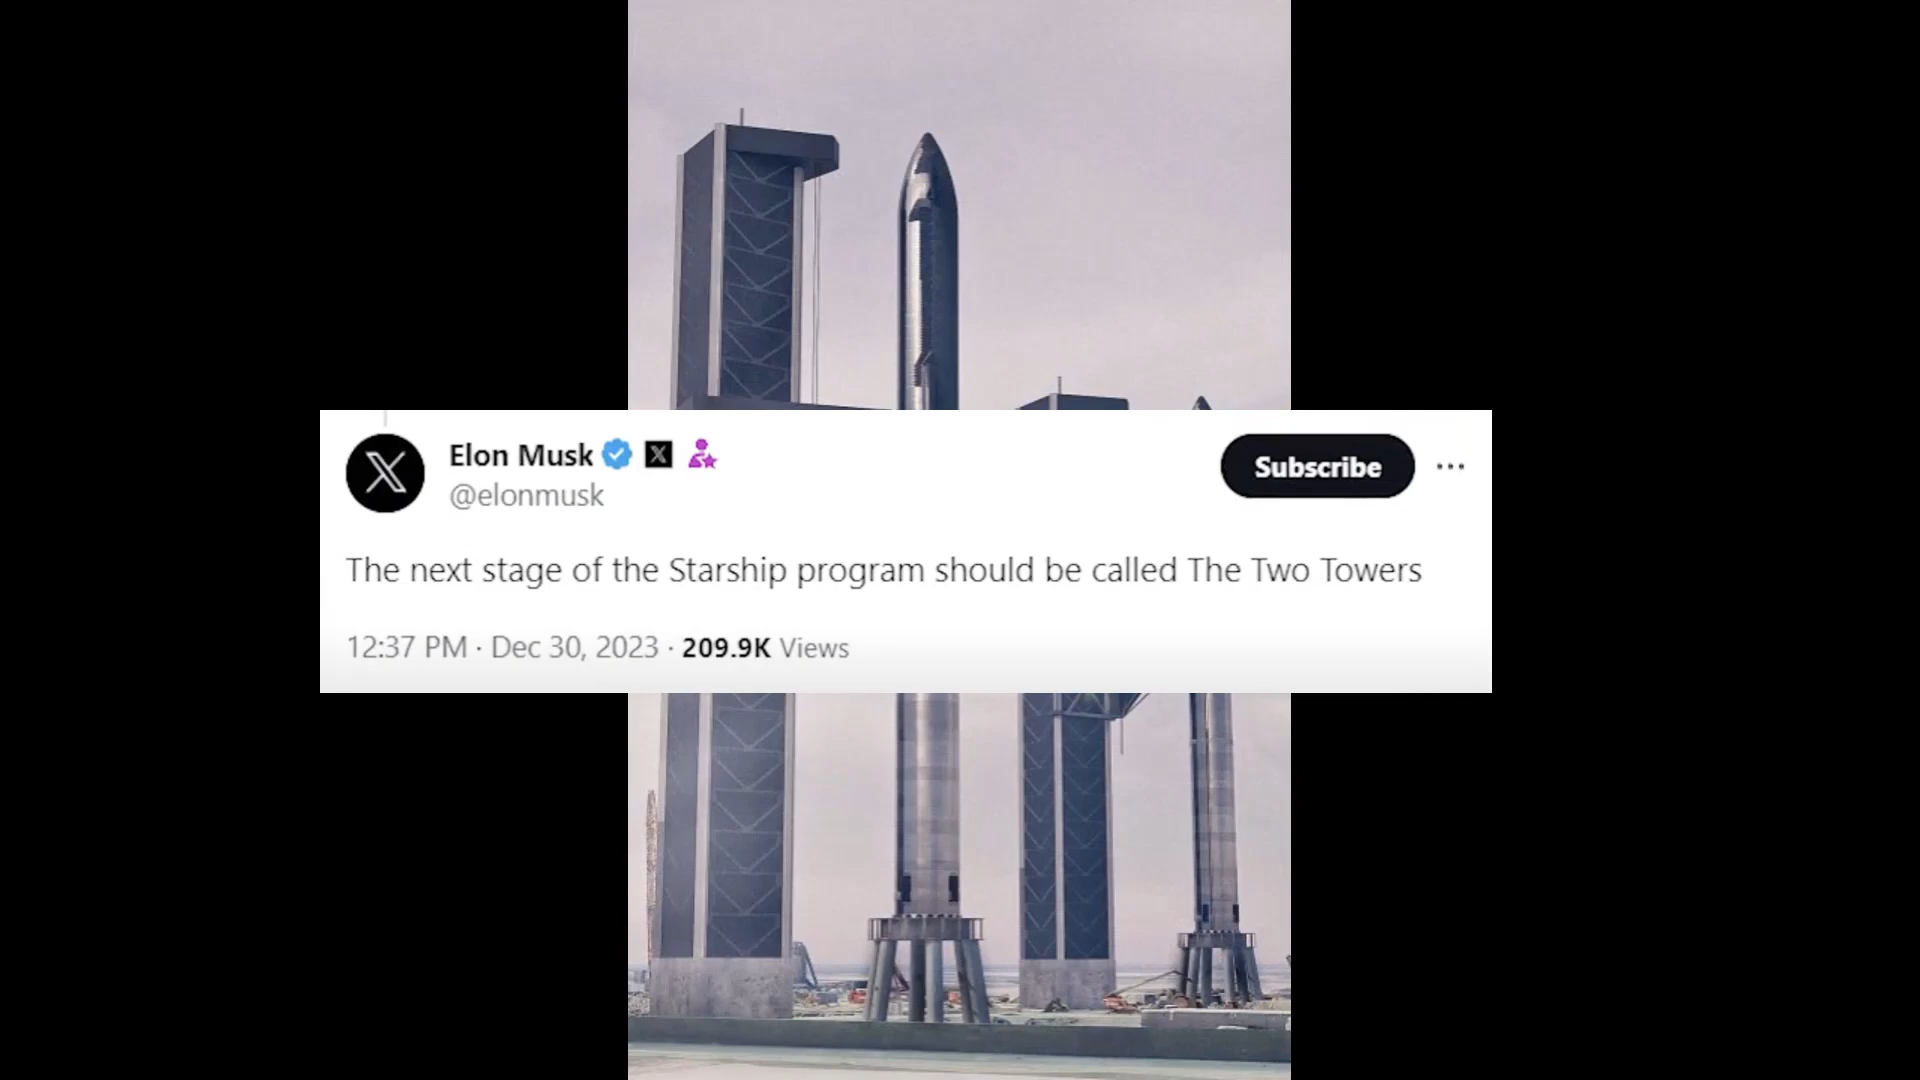 Elon Musk
@elonmusk
Subscribe
The next stage of the Starship program should be called The Two Towers
12:37 PM · Dec 30, 2023 · 209.9K Views